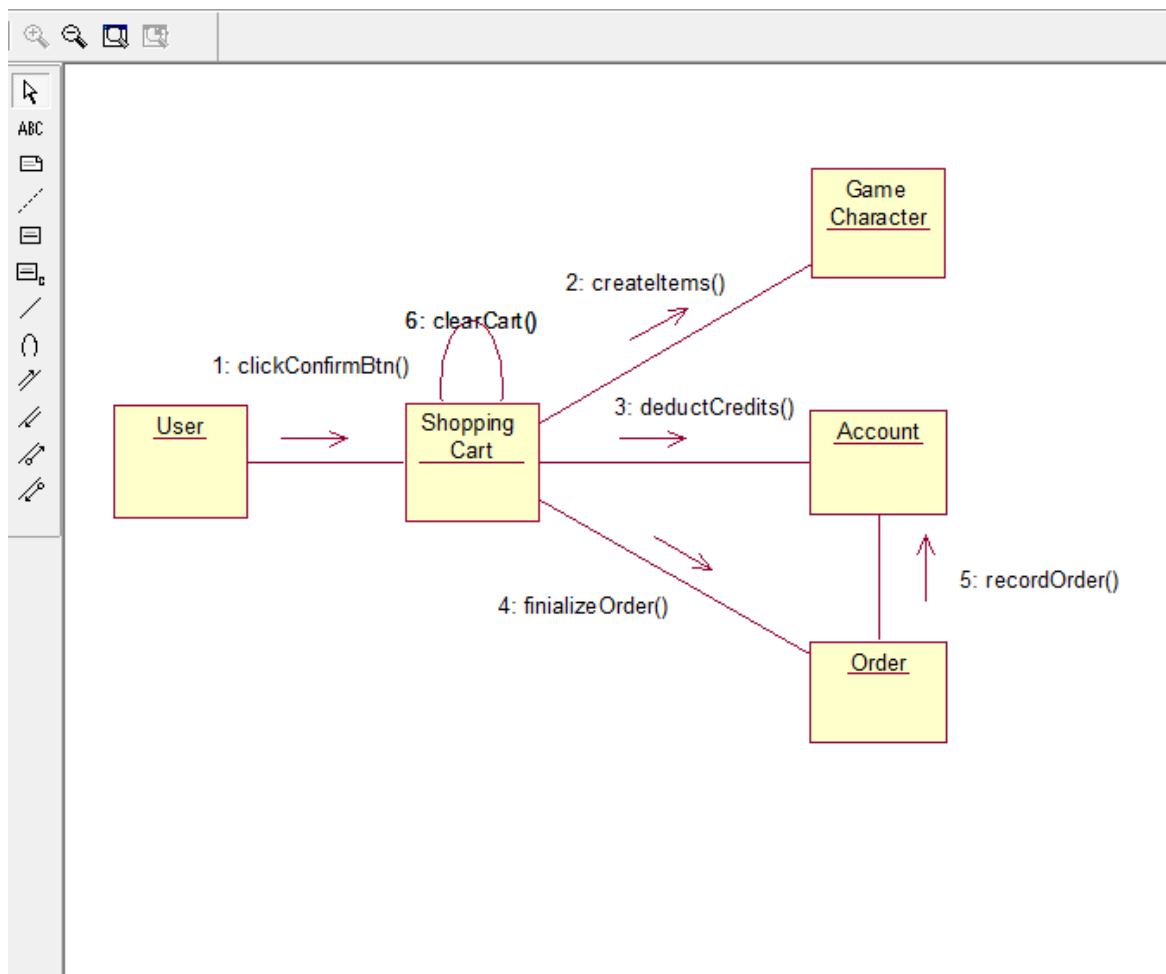 ABC
Game
Character
2: createItems()
6: clearCart()
1: clickConfirmBtn()
3: deductCredits()
User
Shopping
Cart
Account
5: recordOrder()
4: finializeOrder()
Order